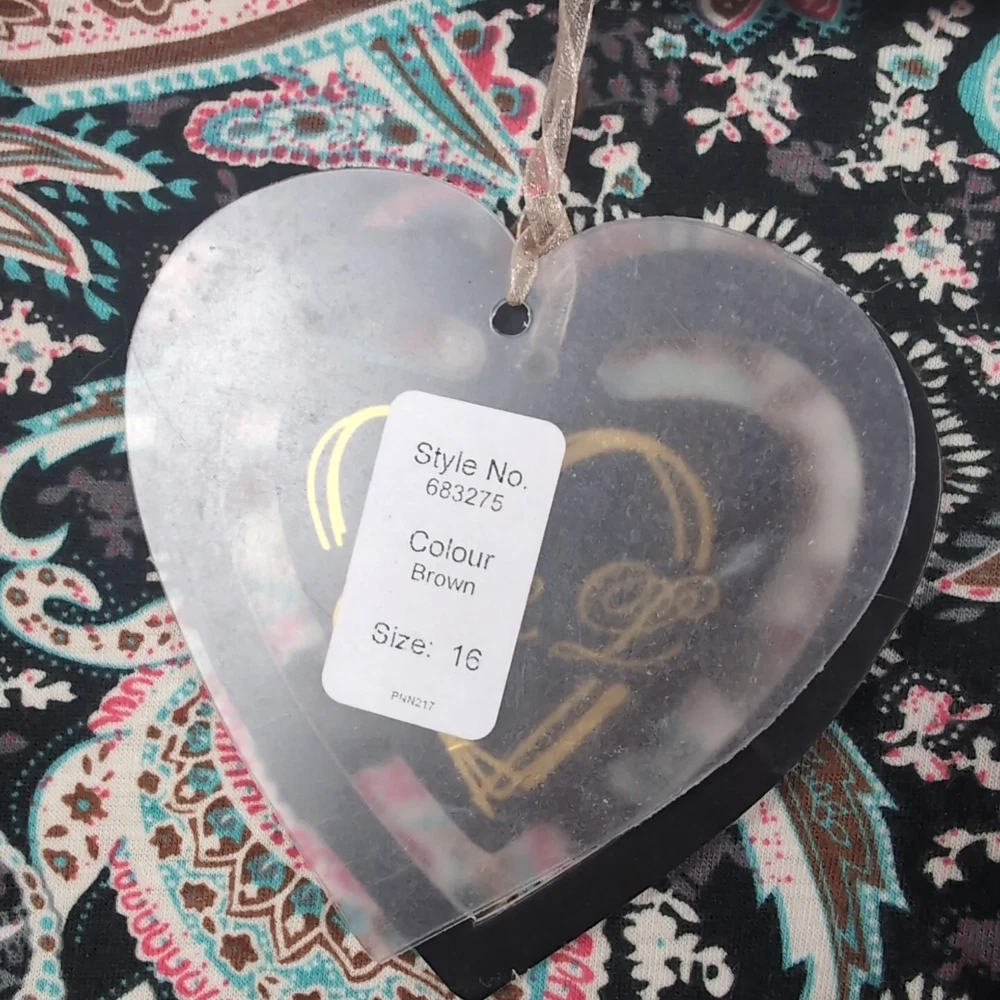 Style No.
683275
Colour
Brown
Size: 16
PNN217